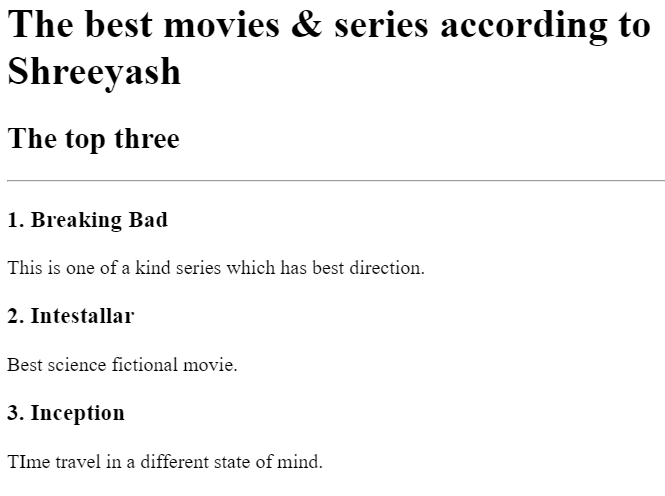 The best movies & series according to
Shreeyash
The top three
1. Breaking Bad
This is one of a kind series which has best direction.
2. Intestallar
Best science fictional movie.
3. Inception
TIme travel in a different state of mind.